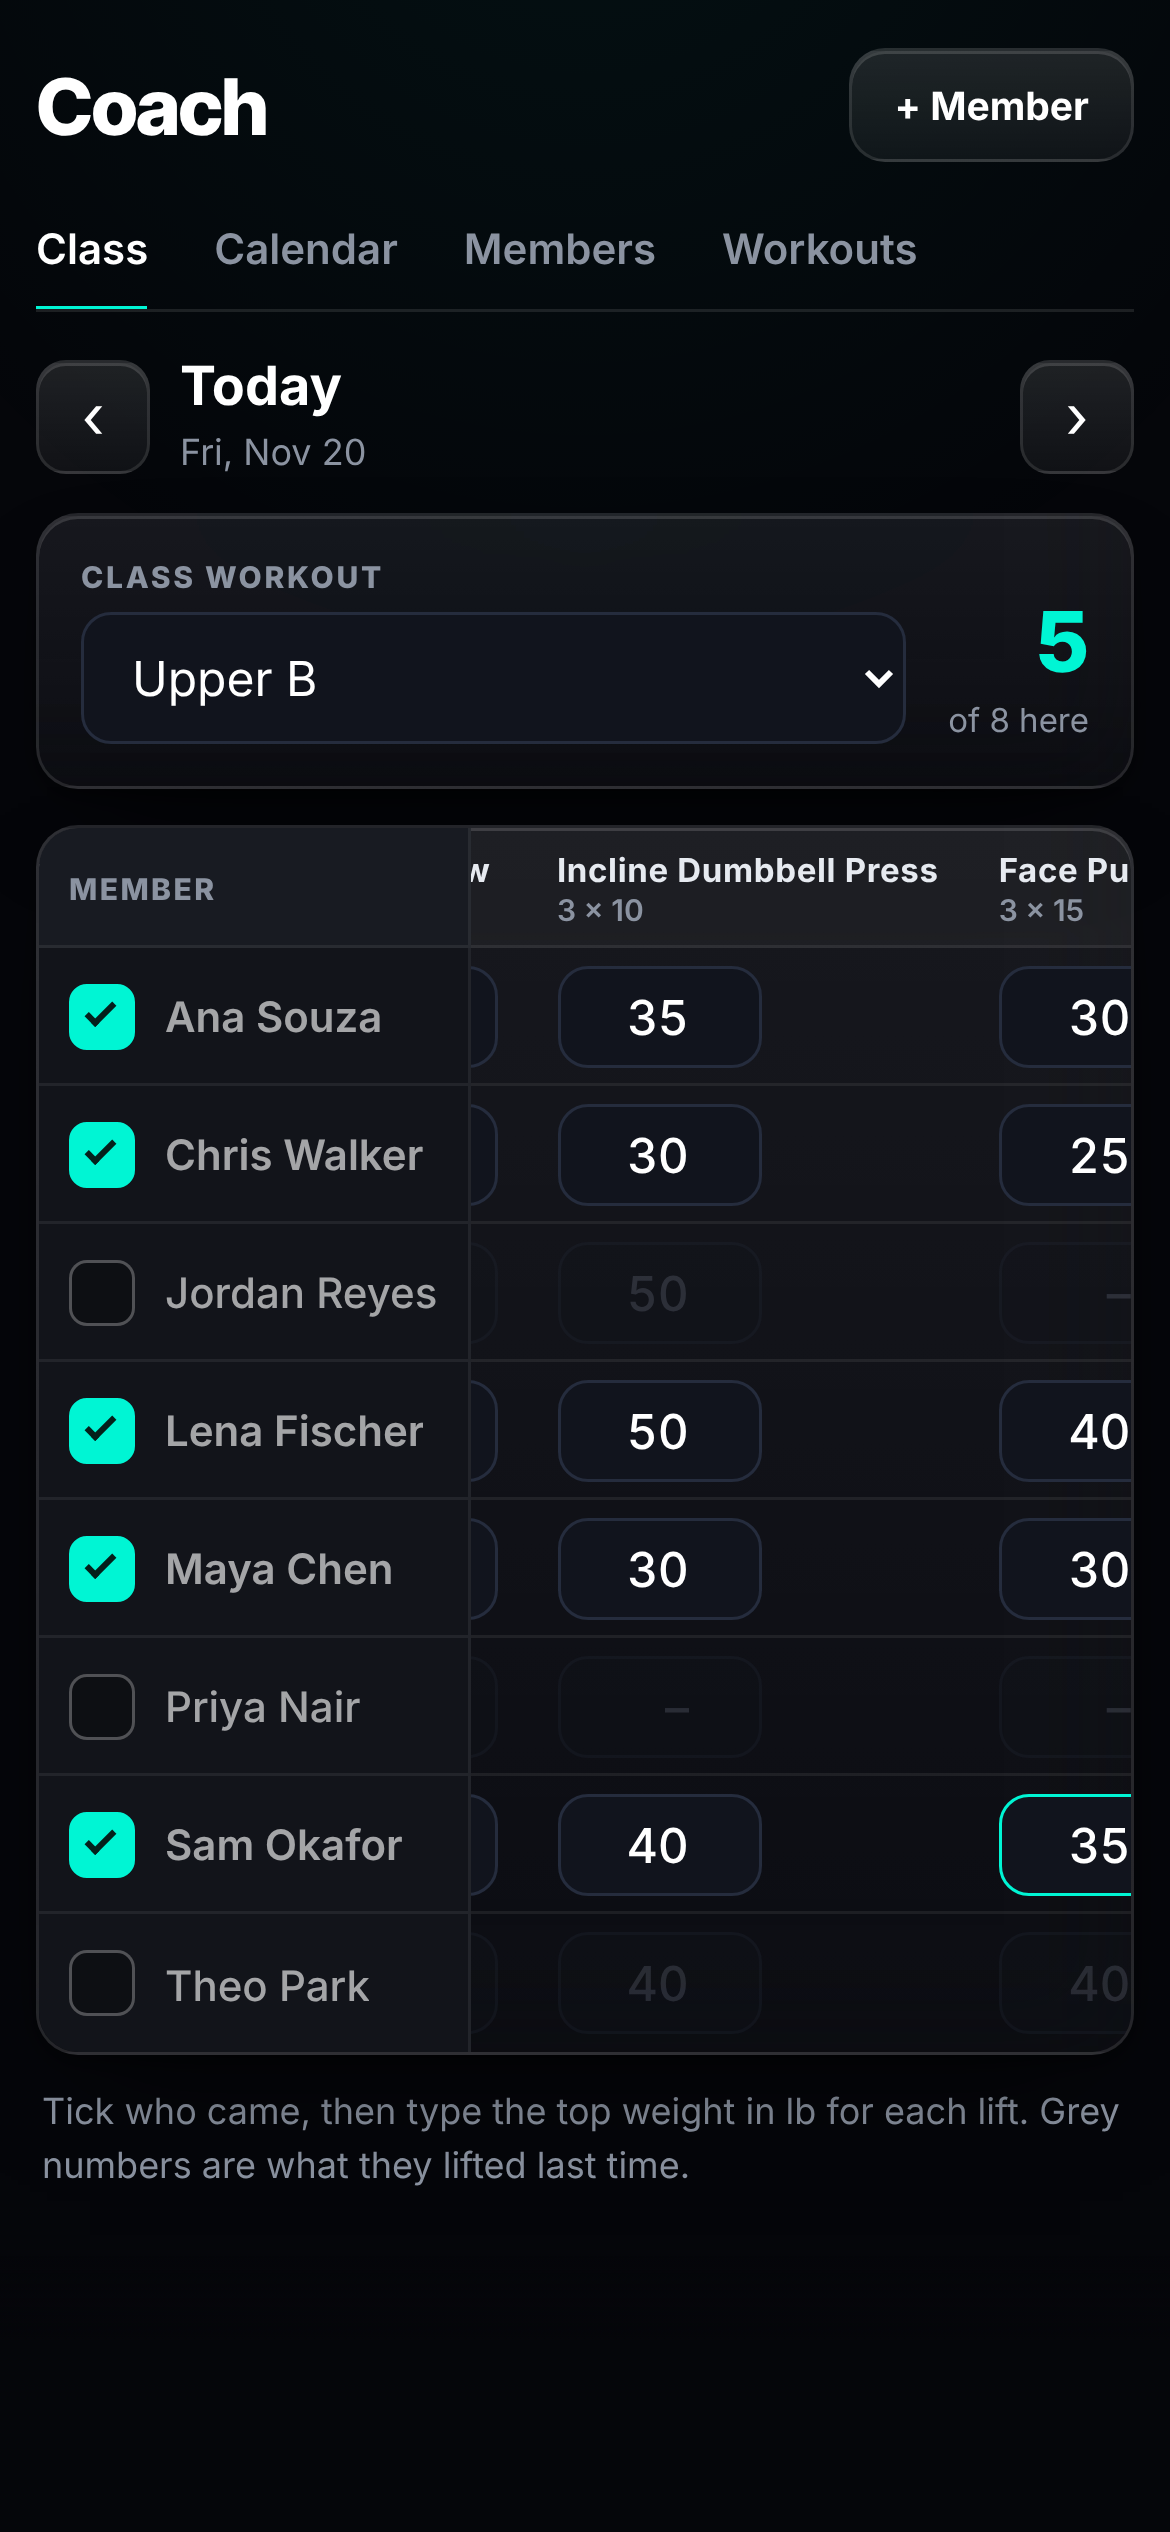 Coach
+ Member
Class Calendar Members Workouts
‹ Today ›
Fri, Nov 20
CLASS WORKOUT
Upper B
5
of 8 here
MEMBER w Incline Dumbbell Press Face Pu
3 × 10 3 × 15
Ana Souza 35 30
Chris Walker 30 25
Jordan Reyes 50 –
Lena Fischer 50 40
Maya Chen 30 30
Priya Nair – –
Sam Okafor 40 35
Theo Park 40 40
Tick who came, then type the top weight in lb for each lift. Grey
numbers are what they lifted last time.